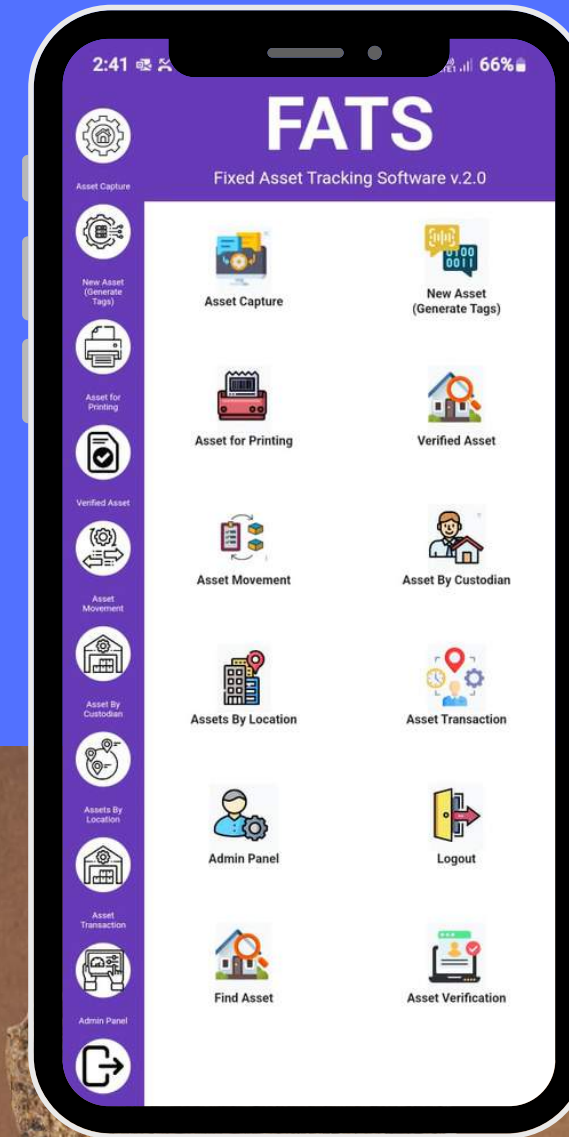 2:41
66%
FATS
Fixed Asset Tracking Software v.2.0
Asset Capture
New Asset
(Generate
Tags)
Asset for
Printing
Verified Asset
Asset
Movement
Asset By
Custodian
Assets By
Location
Asset
Transaction
Admin Panel
Asset Capture
New Asset
(Generate Tags)
0100
0011
Asset for Printing
Verified Asset
Asset Movement
Asset By Custodian
Assets By Location
Asset Transaction
Admin Panel
Logout
Find Asset
Asset Verification